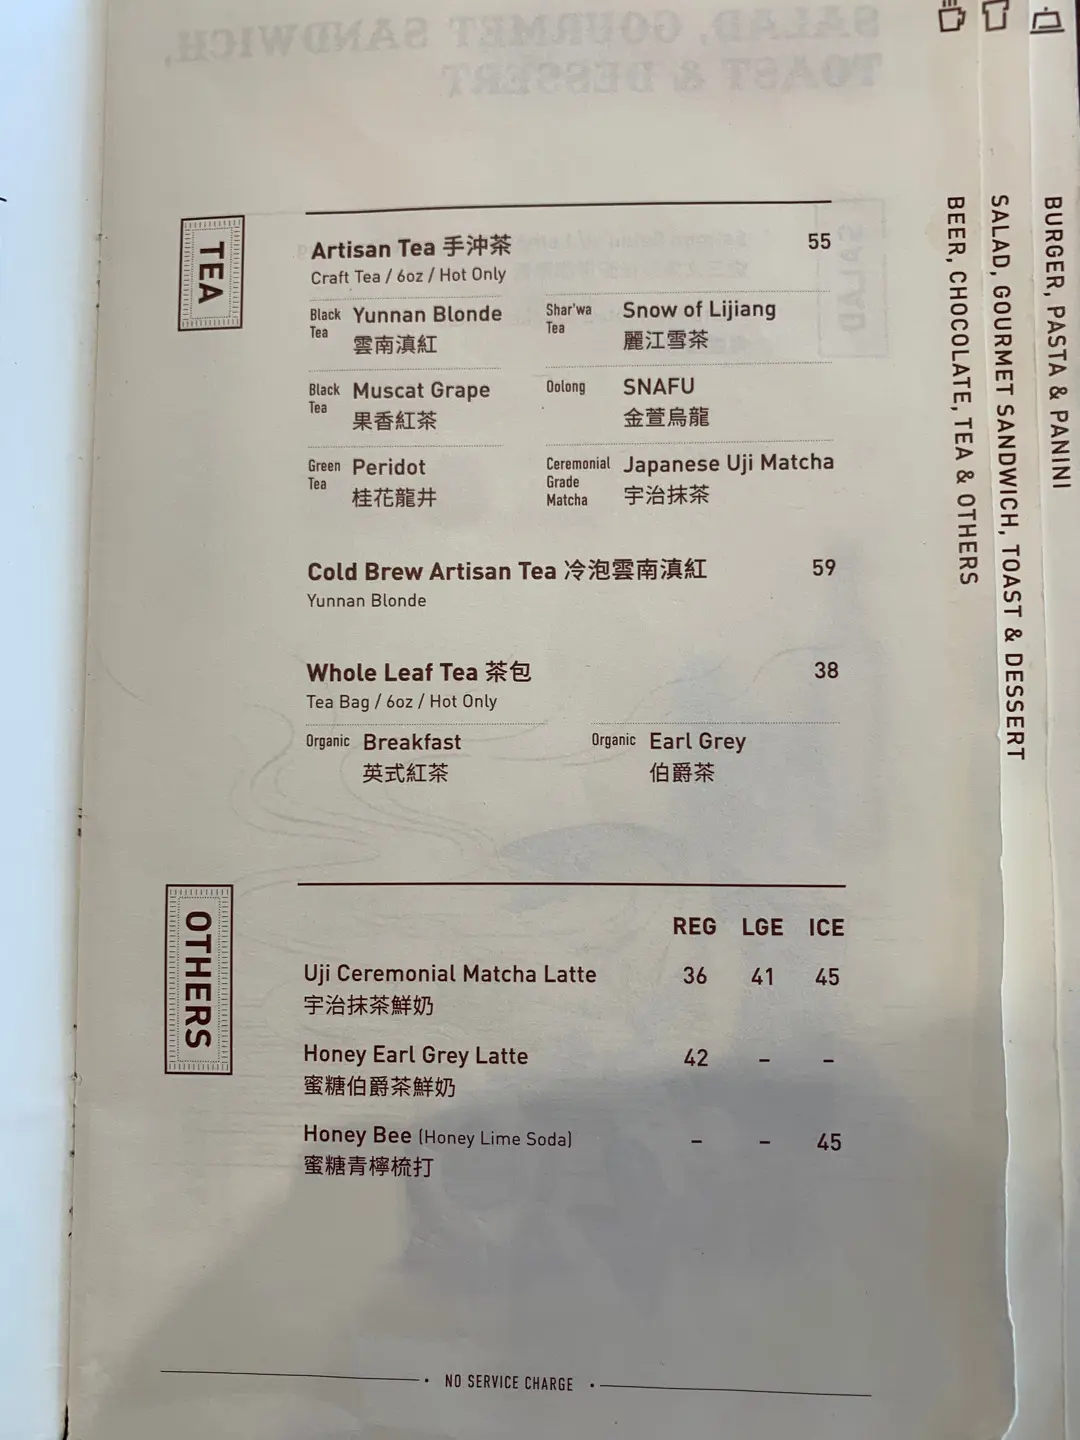 BURGER, PASTA & PANINI
SALAD, GOURMET SANDWICH, TOAST & DESSERT
BEER, CHOCOLATE, TEA & OTHERS
SALAD, GOURMET SANDWICH,
TOAST & DESSERT
SALAD
TEA
Artisan Tea 手沖茶 55
Craft Tea / 6oz / Hot Only
Black Tea Yunnan Blonde
雲南滇紅
Shar'wa Tea Snow of Lijiang
麗江雪茶
Black Tea Muscat Grape
果香紅茶
Oolong SNAFU
金萱烏龍
Green Tea Peridot
桂花龍井
Ceremonial Grade Matcha Japanese Uji Matcha
宇治抹茶
Cold Brew Artisan Tea 冷泡雲南滇紅 59
Yunnan Blonde
Whole Leaf Tea 茶包 38
Tea Bag / 6oz / Hot Only
Organic Breakfast
英式紅茶
Organic Earl Grey
伯爵茶
OTHERS
REG LGE ICE
Uji Ceremonial Matcha Latte 36 41 45
宇治抹茶鮮奶
Honey Earl Grey Latte 42 – –
蜜糖伯爵茶鮮奶
Honey Bee (Honey Lime Soda) – – 45
蜜糖青檸梳打
• NO SERVICE CHARGE •